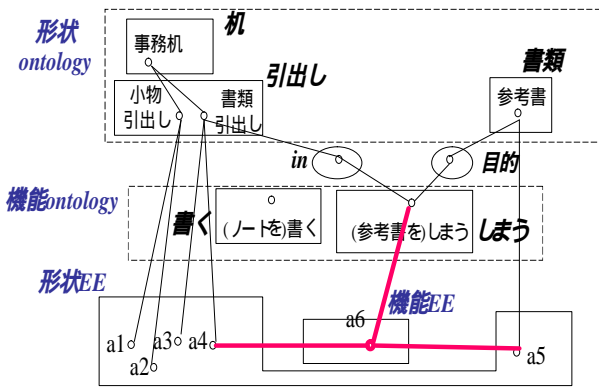 形状
ontology
机
事務机
引出し
小物
引出し
書類
引出し
書類
参考書
in
目的
機能ontology
書く
(ノートを)書く
(参考書を)しまう
しまう
形状EE
機能EE
a6
a1
a2
a3
a4
a5